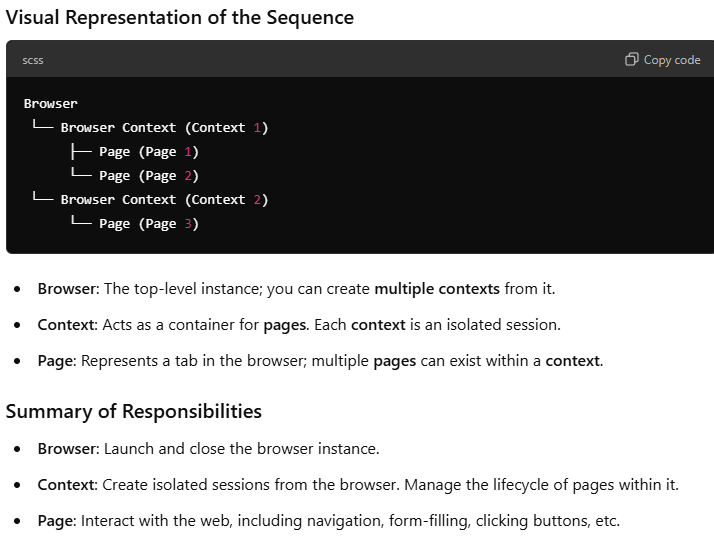 Visual Representation of the Sequence
scss
Copy code
Browser
└── Browser Context (Context 1)
├── Page (Page 1)
└── Page (Page 2)
└── Browser Context (Context 2)
└── Page (Page 3)
• Browser: The top-level instance; you can create multiple contexts from it.
• Context: Acts as a container for pages. Each context is an isolated session.
• Page: Represents a tab in the browser; multiple pages can exist within a context.
Summary of Responsibilities
• Browser: Launch and close the browser instance.
• Context: Create isolated sessions from the browser. Manage the lifecycle of pages within it.
• Page: Interact with the web, including navigation, form-filling, clicking buttons, etc.